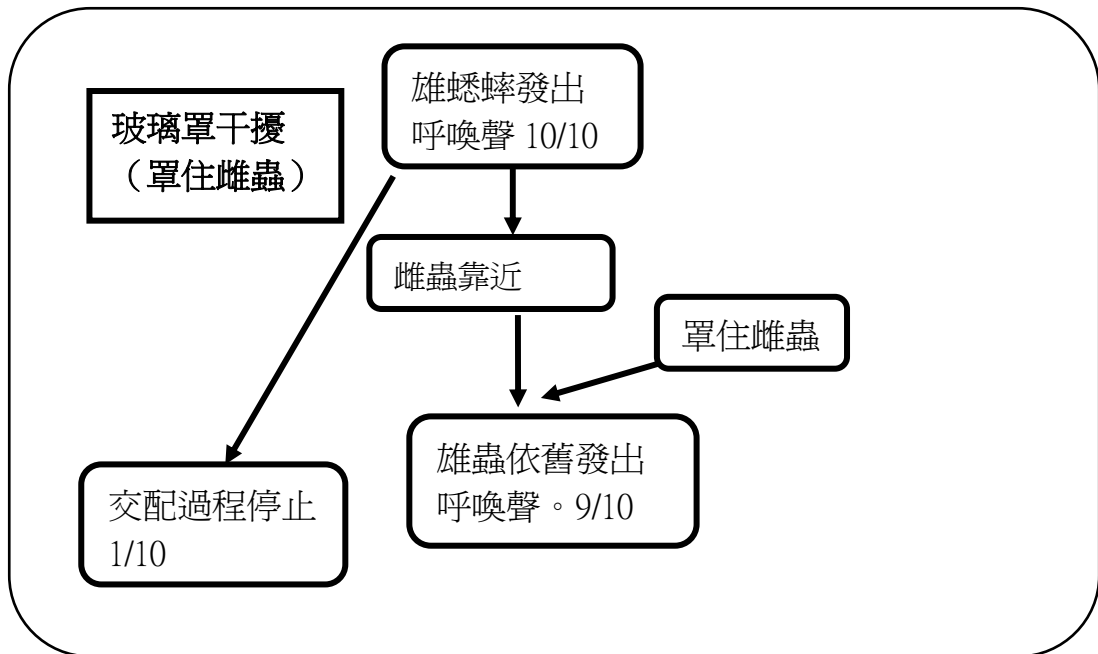 玻璃罩干擾
（罩住雌蟲）
雄蟋蟀發出
呼喚聲 10/10
雌蟲靠近
罩住雌蟲
雄蟲依舊發出
呼喚聲。9/10
交配過程停止
1/10